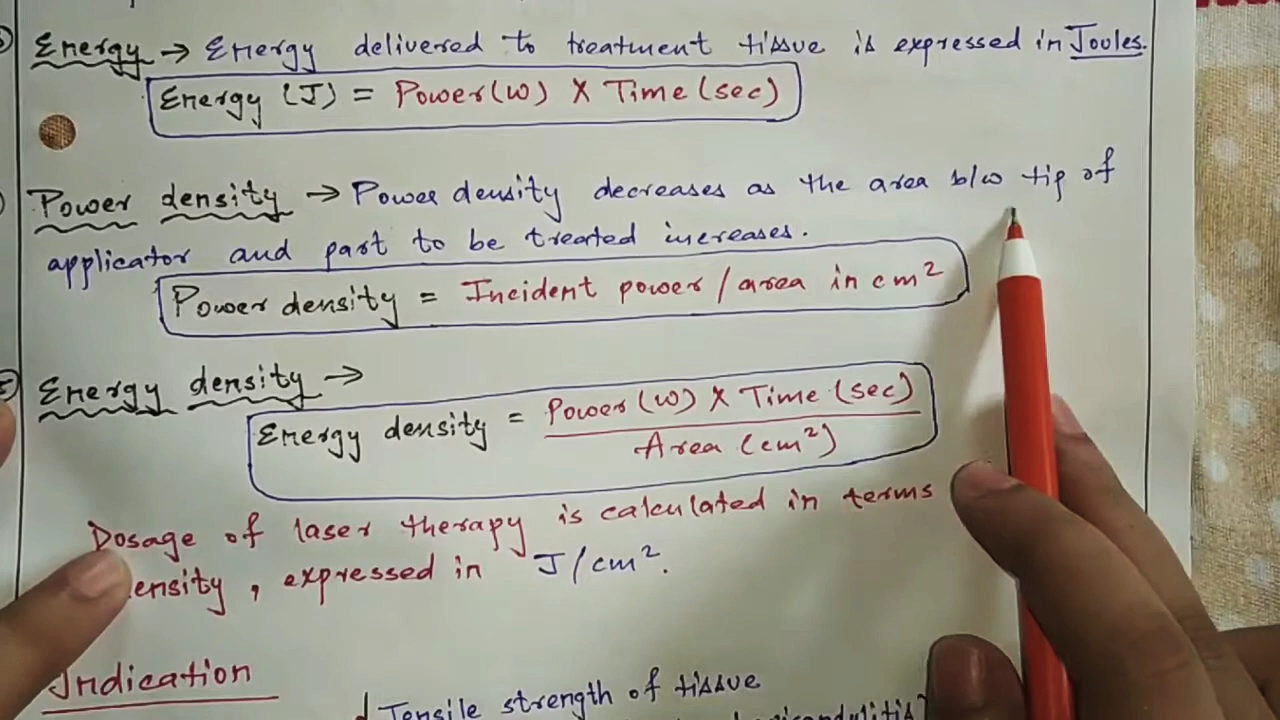 Energy → Energy delivered to treatment tissue is expressed in Joules.
Energy (J) = Power(w) X Time (sec)
Power density → Power density decreases as the area b/w tip of
applicator and part to be treated increases.
Power density = Incident power / area in cm²
Energy density →
Energy density = Power (w) X Time (sec)
Area (cm²)
Dosage of laser therapy is calculated in terms
ensity, expressed in J/cm².
Indication
Tensile strength of tissue